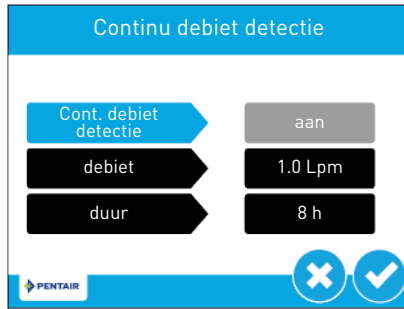 Continu debiet detectie
Cont. debiet
detectie
aan
debiet
1.0 Lpm
duur
8 h
PENTAIR